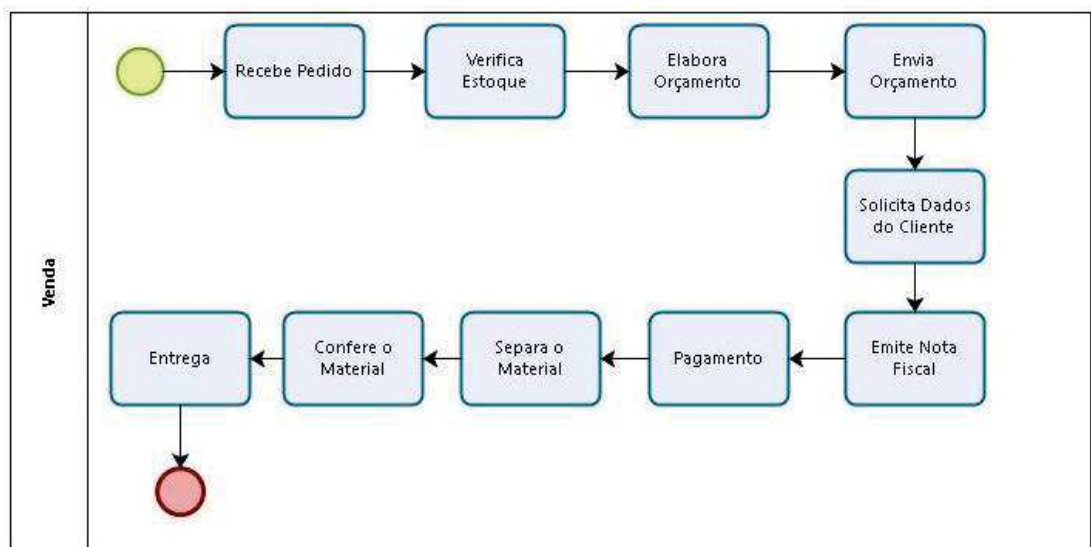 Venda
Recebe Pedido
Verifica
Estoque
Elabora
Orçamento
Envia
Orçamento
Solicita Dados
do Cliente
Emite Nota
Fiscal
Pagamento
Separa o
Material
Confere o
Material
Entrega